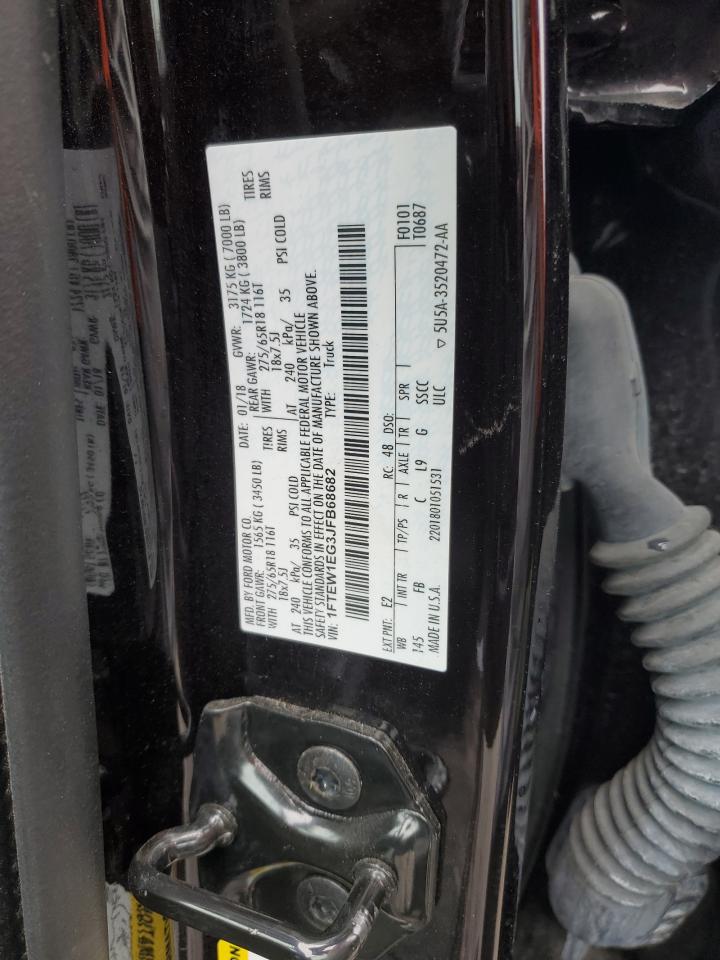 MFD. BY FORD MOTOR CO.
DATE: 01/18
GVWR: 3175 KG ( 7000 LB)
FRONT GAWR: 1565 KG ( 3450 LB)
REAR GAWR: 1724 KG ( 3800 LB)
WITH 275/65R18 116T TIRES
WITH 275/65R18 116T TIRES
18x7.5J RIMS
18x7.5J RIMS
AT 240 kPa/ 35 PSI COLD
AT 240 kPa/ 35 PSI COLD
THIS VEHICLE CONFORMS TO ALL APPLICABLE FEDERAL MOTOR VEHICLE
SAFETY STANDARDS IN EFFECT ON THE DATE OF MANUFACTURE SHOWN ABOVE.
VIN: 1FTEW1EG3JFB68682 TYPE: Truck
EXT PNT: E2 RC: 48 DSO: F0101
WB INT TR TP/PS R AXLE TR SPR T0687
145 FB C L9 G SSCC
MADE IN U.S.A. 2201801051531 ULC
▽ 5U5A-3520472-AA